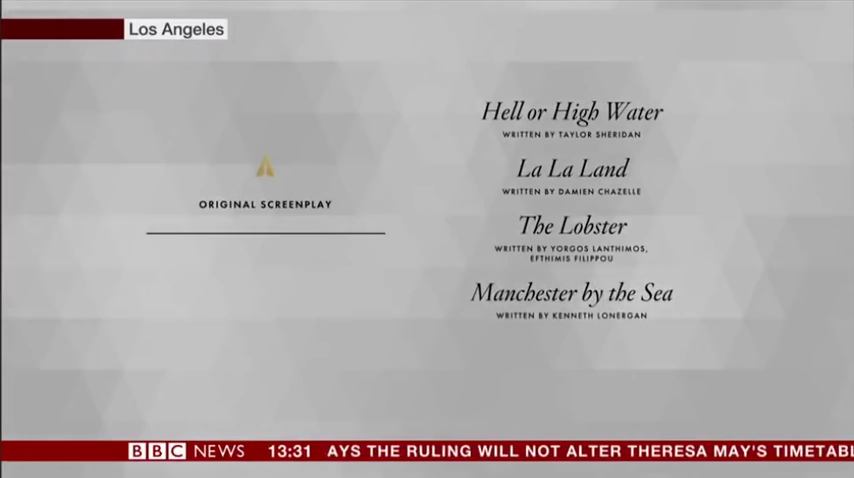 Los Angeles
ORIGINAL SCREENPLAY
Hell or High Water
WRITTEN BY TAYLOR SHERIDAN
La La Land
WRITTEN BY DAMIEN CHAZELLE
The Lobster
WRITTEN BY YORGOS LANTHIMOS,
EFTHIMIS FILIPPOU
Manchester by the Sea
WRITTEN BY KENNETH LONERGAN
BBC NEWS 13:31 AYS THE RULING WILL NOT ALTER THERESA MAY'S TIMETABL